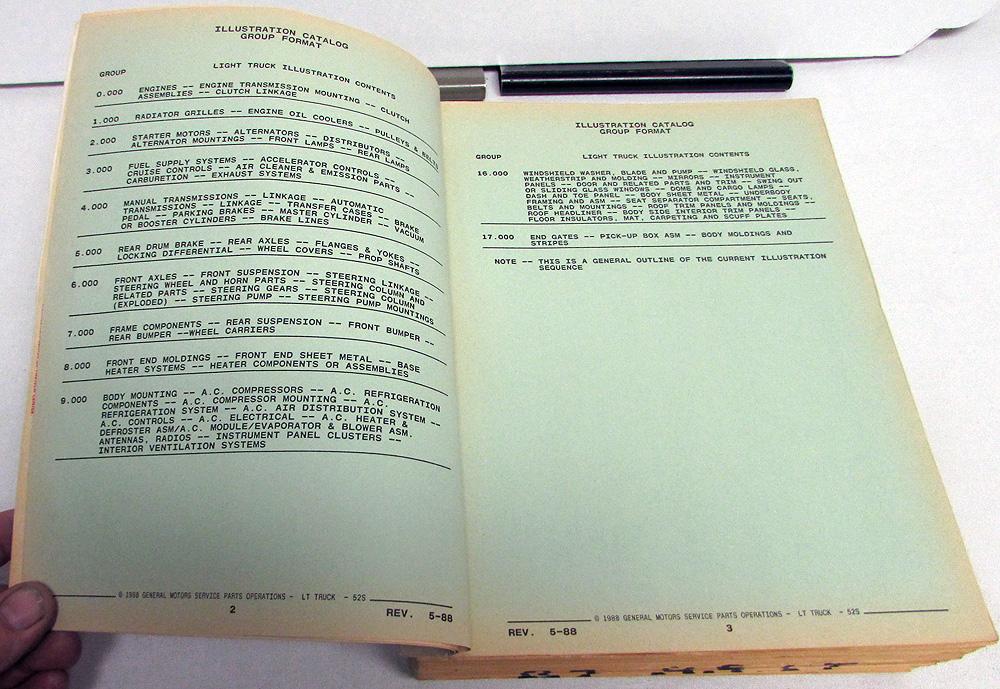 ILLUSTRATION CATALOG
GROUP FORMAT
GROUP LIGHT TRUCK ILLUSTRATION CONTENTS
0.000 ENGINES -- ENGINE TRANSMISSION MOUNTING -- CLUTCH
ASSEMBLIES -- CLUTCH LINKAGE
1.000 RADIATOR GRILLES -- ENGINE OIL COOLERS -- PULLEYS & BELTS
2.000 STARTER MOTORS -- ALTERNATORS -- DISTRIBUTORS --
ALTERNATOR MOUNTINGS -- FRONT LAMPS -- REAR LAMPS
3.000 FUEL SUPPLY SYSTEMS -- ACCELERATOR CONTROLS --
CRUISE CONTROLS -- AIR CLEANER & EMISSION PARTS --
CARBURETION -- EXHAUST SYSTEMS
4.000 MANUAL TRANSMISSIONS -- LINKAGE -- AUTOMATIC
TRANSMISSIONS -- LINKAGE -- TRANSFER CASES -- BRAKE
PEDAL -- PARKING BRAKES -- MASTER CYLINDER -- VACUUM
OR BOOSTER CYLINDERS -- BRAKE LINES
5.000 REAR DRUM BRAKE -- REAR AXLES -- FLANGES & YOKES --
LOCKING DIFFERENTIAL -- WHEEL COVERS -- PROP SHAFTS
6.000 FRONT AXLES -- FRONT SUSPENSION -- STEERING LINKAGE
STEERING WHEEL AND HORN PARTS -- STEERING COLUMN AND
RELATED PARTS -- STEERING GEARS -- STEERING COLUMN
(EXPLODED) -- STEERING PUMP -- STEERING PUMP MOUNTINGS
7.000 FRAME COMPONENTS -- REAR SUSPENSION -- FRONT BUMPER --
REAR BUMPER --WHEEL CARRIERS
8.000 FRONT END MOLDINGS -- FRONT END SHEET METAL -- BASE
HEATER SYSTEMS -- HEATER COMPONENTS OR ASSEMBLIES
9.000 BODY MOUNTING -- A.C. COMPRESSORS -- A.C. REFRIGERATION
COMPONENTS -- A.C. COMPRESSOR MOUNTING -- A.C.
REFRIGERATION SYSTEM -- A.C. AIR DISTRIBUTION SYSTEM --
A.C. CONTROLS -- A.C. ELECTRICAL -- A.C. HEATER &
DEFROSTER ASM/A.C. MODULE/EVAPORATOR & BLOWER ASM.
ANTENNAS, RADIOS -- INSTRUMENT PANEL CLUSTERS --
INTERIOR VENTILATION SYSTEMS
© 1988 GENERAL MOTORS SERVICE PARTS OPERATIONS - LT TRUCK - 52S
2
REV. 5-88
ILLUSTRATION CATALOG
GROUP FORMAT
GROUP LIGHT TRUCK ILLUSTRATION CONTENTS
16.000 WINDSHIELD WASHER, BLADE AND PUMP -- WINDSHIELD GLASS,
WEATHERSTRIP AND MOLDING -- MIRRORS -- INSTRUMENT
PANELS -- DOOR AND RELATED PARTS AND TRIM -- SWING OUT
OR SLIDING GLASS WINDOWS -- DOME AND CARGO LAMPS --
DASH AND TOE PANEL -- BODY SHEET METAL -- UNDERBODY
FRAMING AND ASM -- SEAT SEPARATOR COMPARTMENT -- SEATS,
BELTS AND MOUNTINGS -- ROOF TRIM PANELS AND MOLDINGS --
ROOF HEADLINER -- BODY SIDE INTERIOR TRIM PANELS --
FLOOR INSULATORS, MAT, CARPETING AND SCUFF PLATES
17.000 END GATES -- PICK-UP BOX ASM -- BODY MOLDINGS AND
STRIPES
NOTE -- THIS IS A GENERAL OUTLINE OF THE CURRENT ILLUSTRATION
SEQUENCE
© 1988 GENERAL MOTORS SERVICE PARTS OPERATIONS - LT TRUCK - 52S
REV. 5-88 3